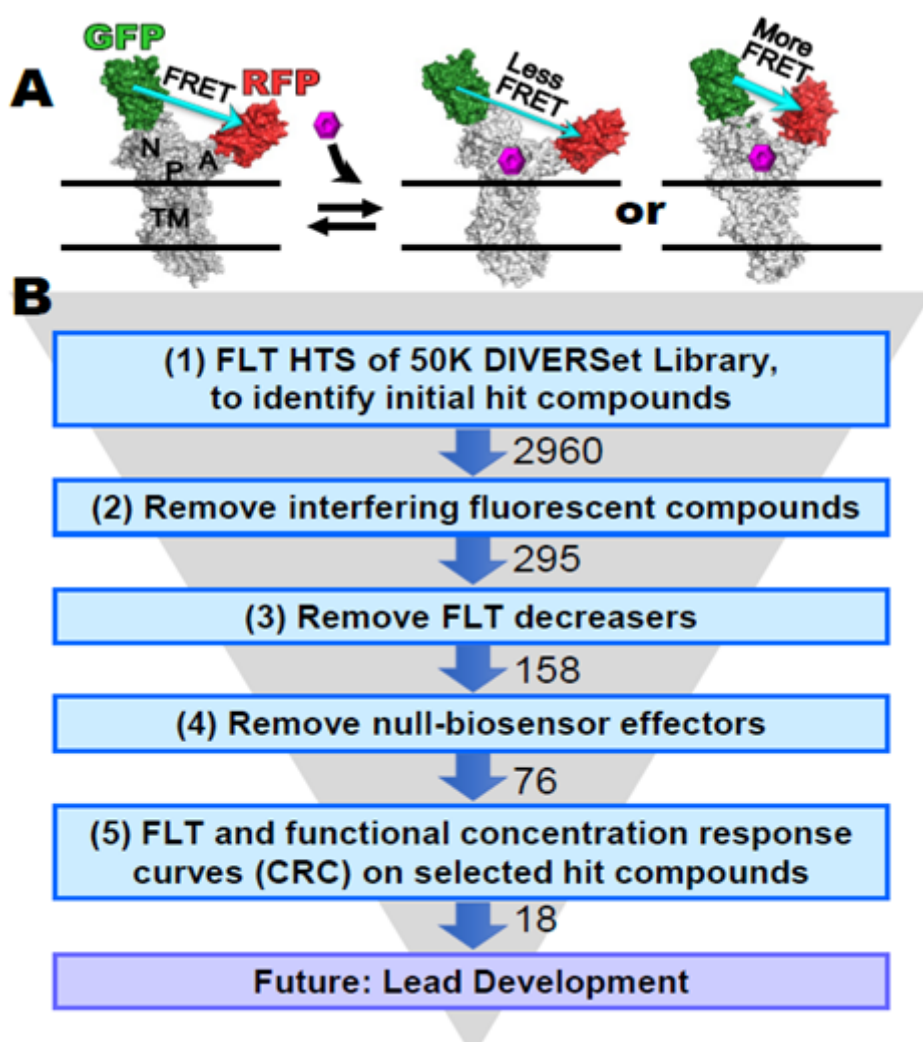 A
GFP
FRET
RFP
N
P
A
TM
Less
FRET
or
More
FRET
B
(1) FLT HTS of 50K DIVERSet Library,
to identify initial hit compounds
2960
(2) Remove interfering fluorescent compounds
295
(3) Remove FLT decreasers
158
(4) Remove null-biosensor effectors
76
(5) FLT and functional concentration response
curves (CRC) on selected hit compounds
18
Future: Lead Development